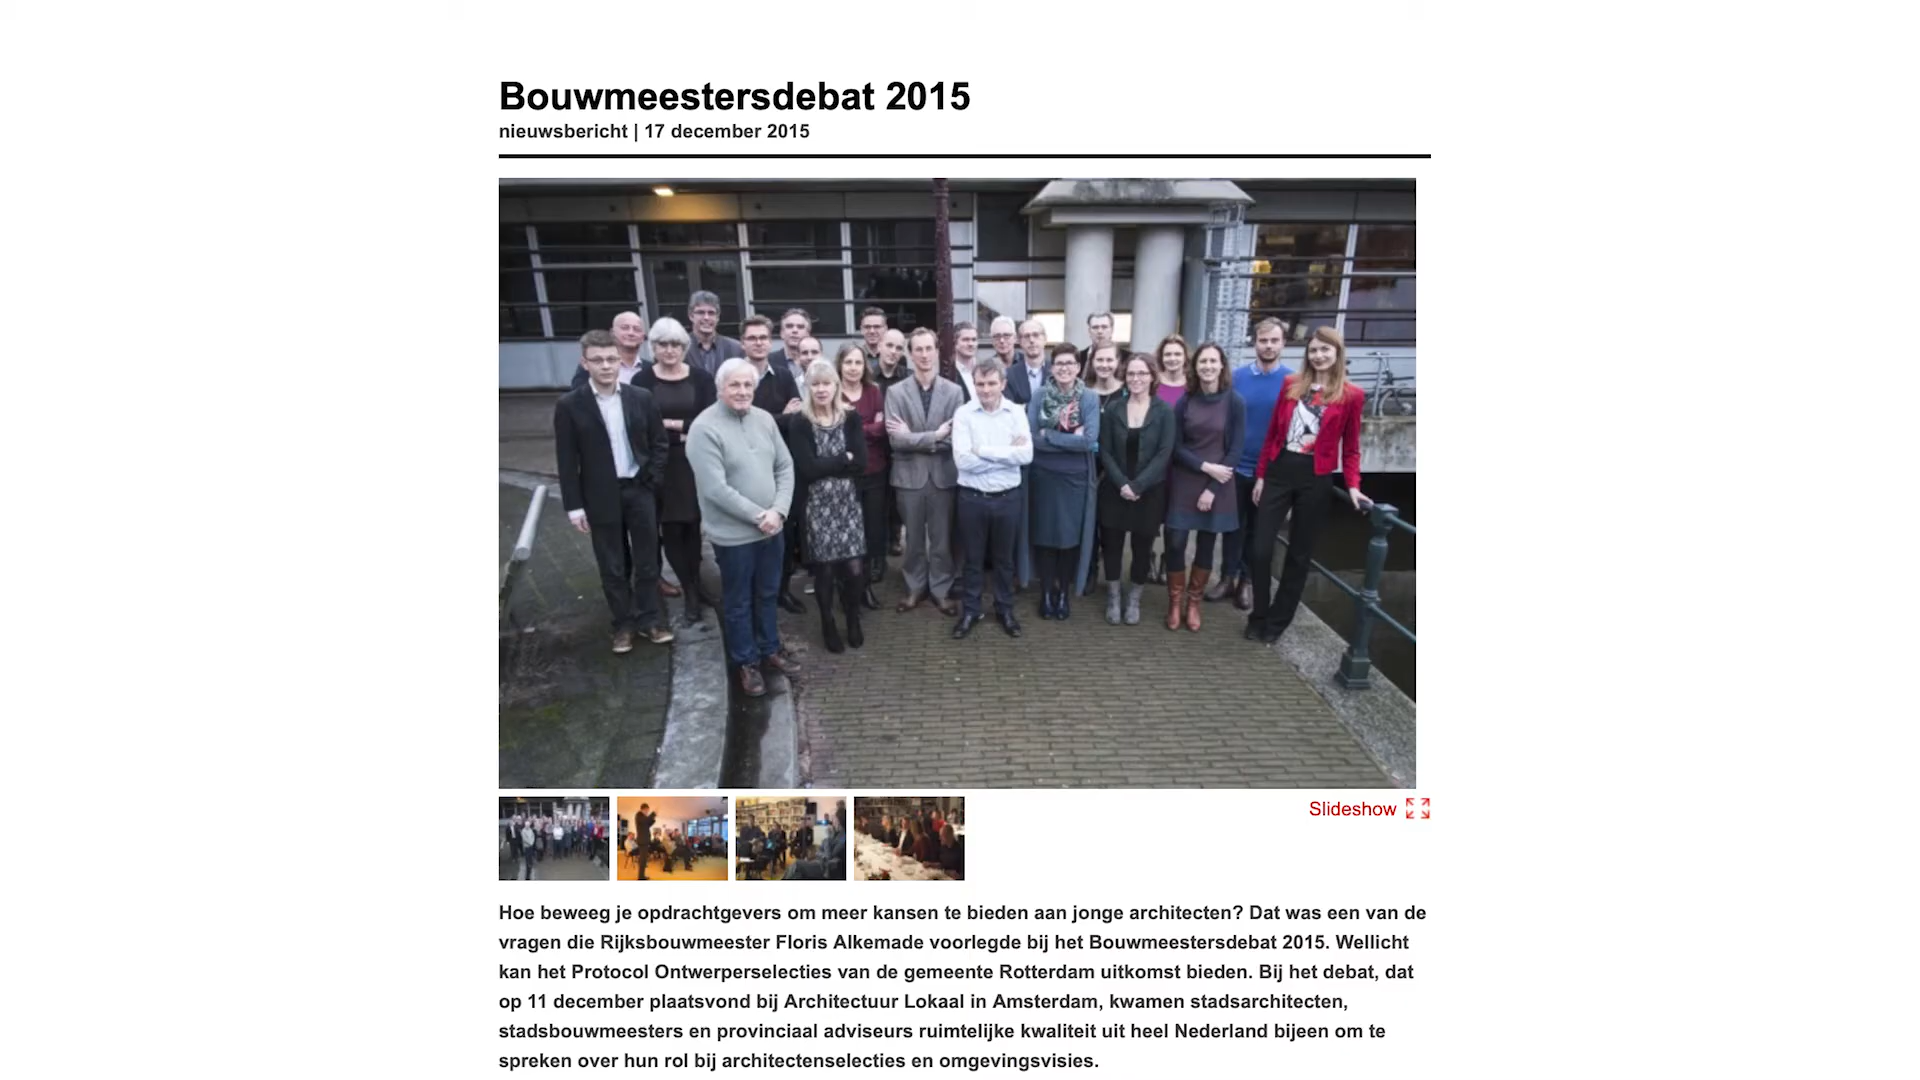 Bouwmeestersdebat 2015
nieuwsbericht | 17 december 2015
Slideshow
Hoe beweeg je opdrachtgevers om meer kansen te bieden aan jonge architecten? Dat was een van de
vragen die Rijksbouwmeester Floris Alkemade voorlegde bij het Bouwmeestersdebat 2015. Wellicht
kan het Protocol Ontwerperselecties van de gemeente Rotterdam uitkomst bieden. Bij het debat, dat
op 11 december plaatsvond bij Architectuur Lokaal in Amsterdam, kwamen stadsarchitecten,
stadsbouwmeesters en provinciaal adviseurs ruimtelijke kwaliteit uit heel Nederland bijeen om te
spreken over hun rol bij architectenselecties en omgevingsvisies.